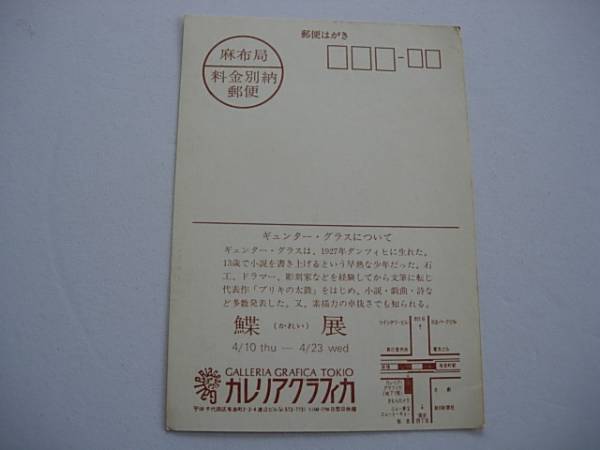 郵便はがき
麻布局
料金別納
郵便
ギュンター・グラスについて
ギュンター・グラスは、1927年ダンツィヒに生れた。
13歳で小説を書き上げるという早熟な少年だった。石
工、ドラマー、彫刻家などを経験してから文筆に転じ
代表作「ブリキの太鼓」をはじめ、小説・戯曲・詩な
ど多数発表した。又、素描力の卓抜さでも知られる。
鰈 (かれい) 展
4/10 thu — 4/23 wed
GALLERIA GRAFICA TOKIO
ガレリアグラフィカ